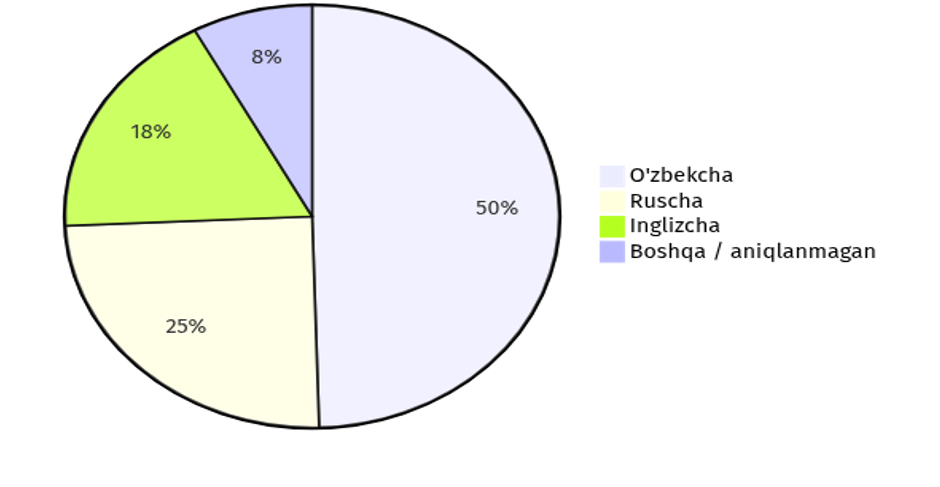 8%
18%
50%
25%
O'zbekcha
Ruscha
Inglizcha
Boshqa / aniqlanmagan